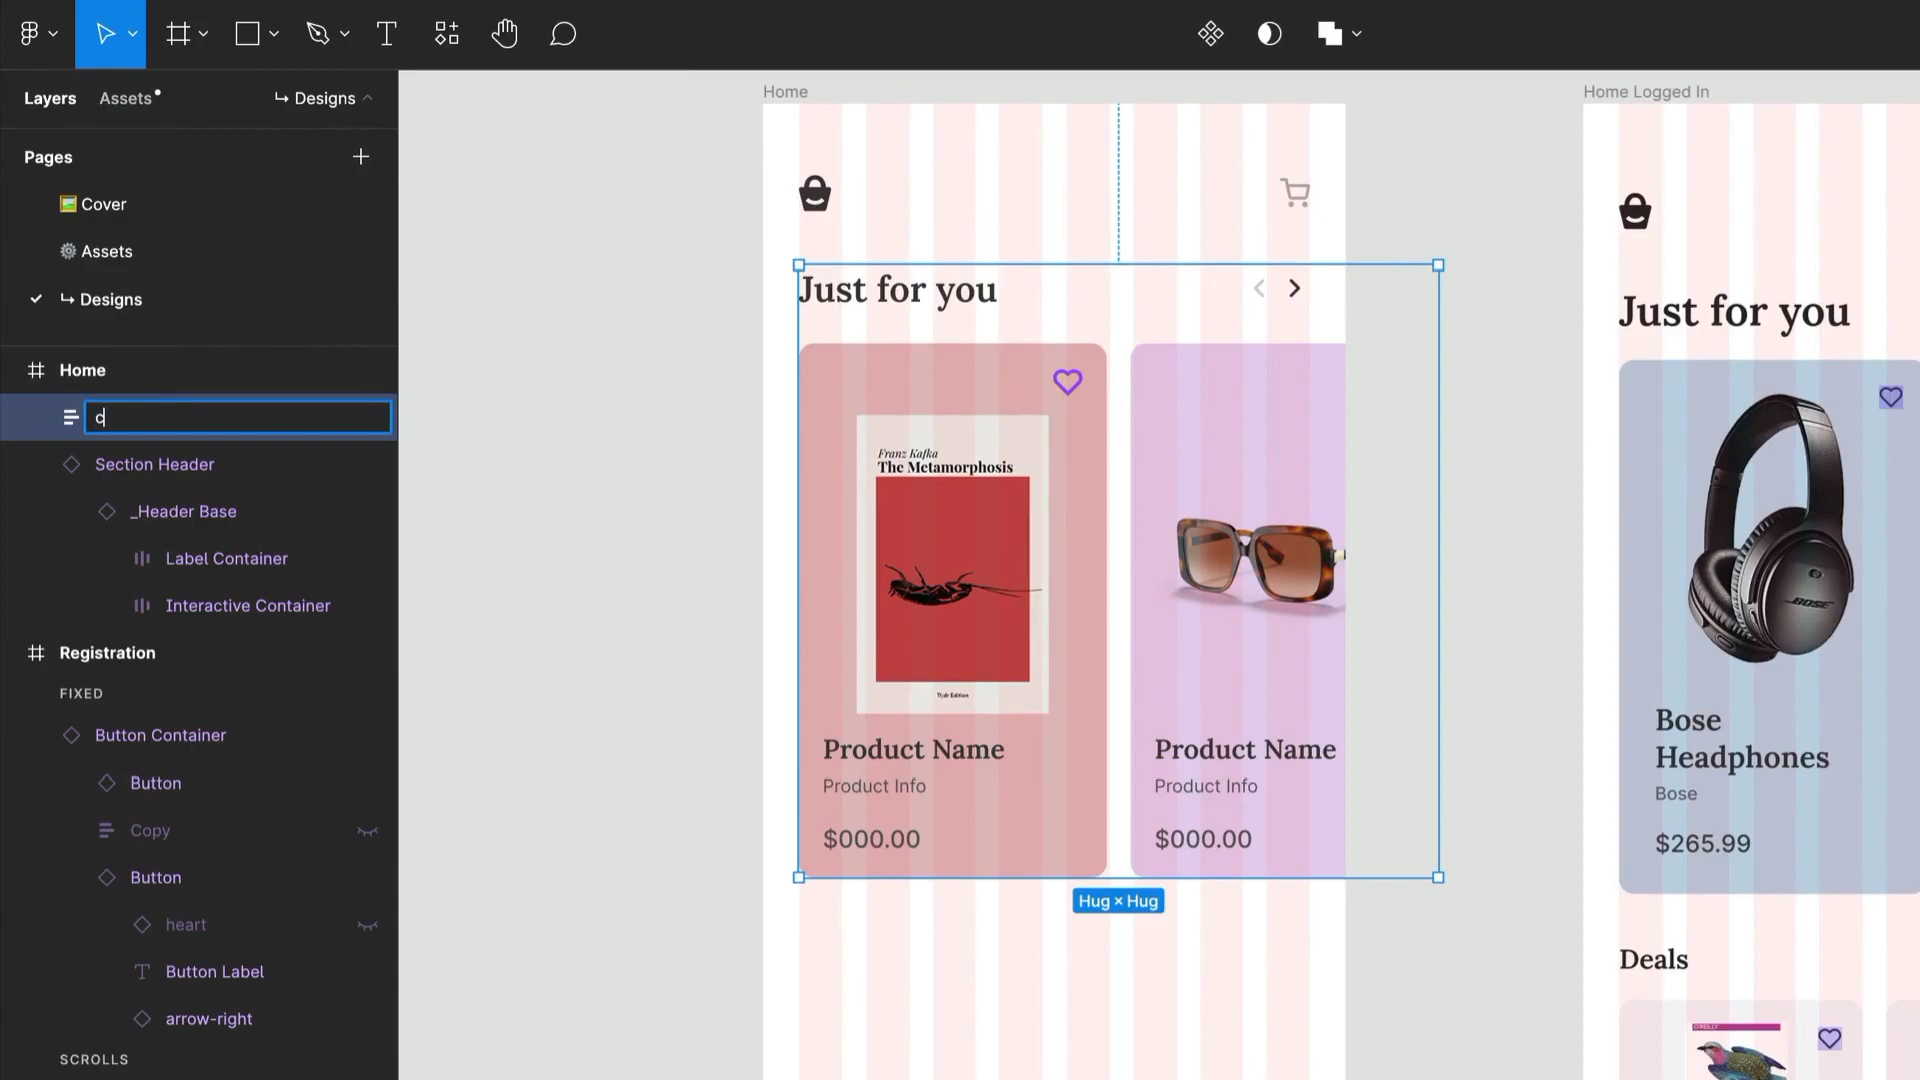 Layers
Assets
↳ Designs
Pages
Cover
Assets
↳ Designs
Home
c
Section Header
_Header Base
Label Container
Interactive Container
Registration
FIXED
Button Container
Button
Copy
Button
heart
Button Label
arrow-right
SCROLLS
Home
Just for you
Franz Kafka
The Metamorphosis
Product Name
Product Info
$000.00
Product Name
Product Info
$000.00
Hug × Hug
Home Logged In
Just for you
BOSE
Bose
Headphones
Bose
$265.99
Deals
O'REILLY